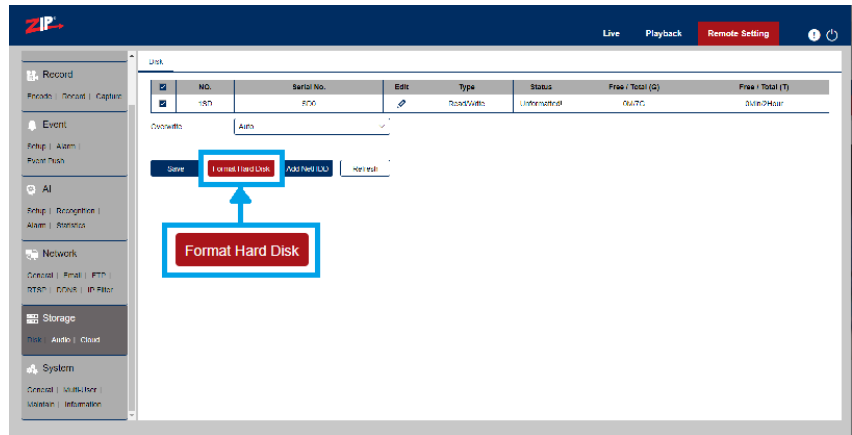 ZIP
Live Playback Remote Setting
Disk
Record
Encode | Record | Capture
Event
Setup | Alarm |
Event Push
AI
Setup | Recognition |
Alarm | Statistics
Network
General | Email | FTP |
RTSP | DDNS | IP Filter
Storage
Disk | Audio | Cloud
System
General | Multi-User |
Maintain | Information
NO. Serial No. Edit Type Status Free / Total (G) Free / Total (T)
Read/Write Unformatted
Overwrite Auto
Save Format Hard Disk Add NetHDD Refresh
Format Hard Disk